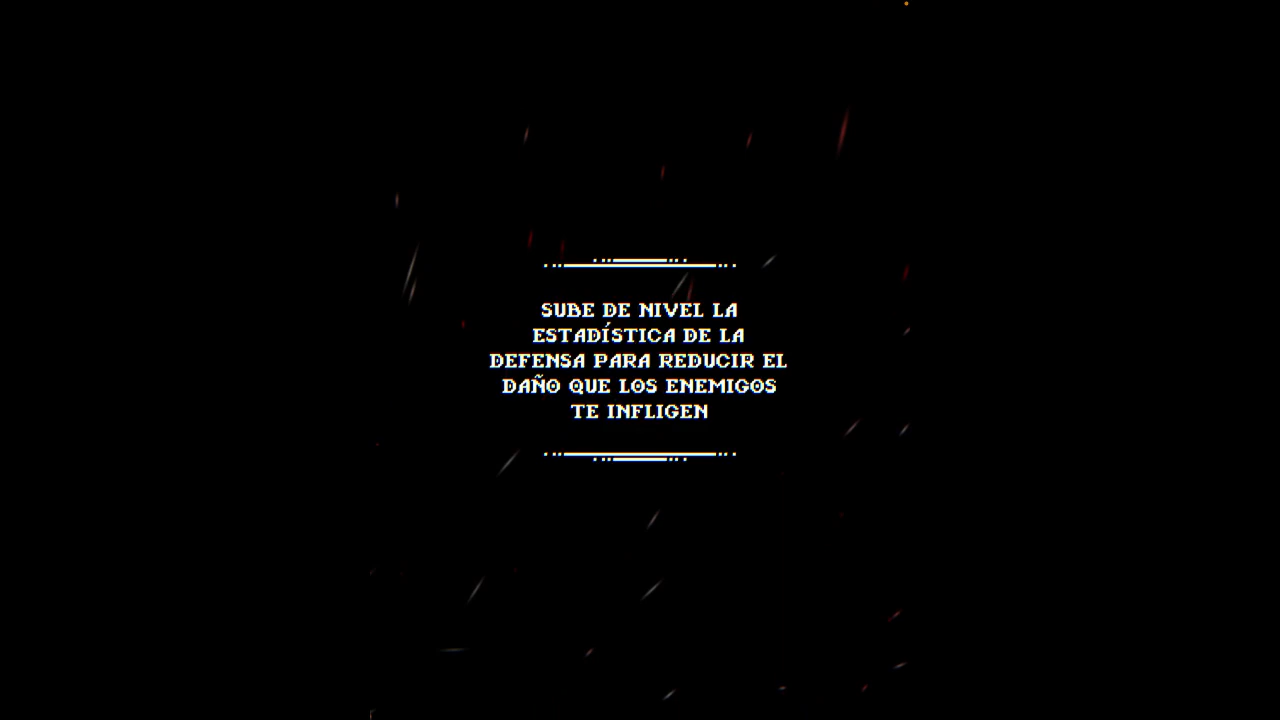 SUBE DE NIVEL LA
ESTADÍSTICA DE LA
DEFENSA PARA REDUCIR EL
DAÑO QUE LOS ENEMIGOS
TE INFLIGEN